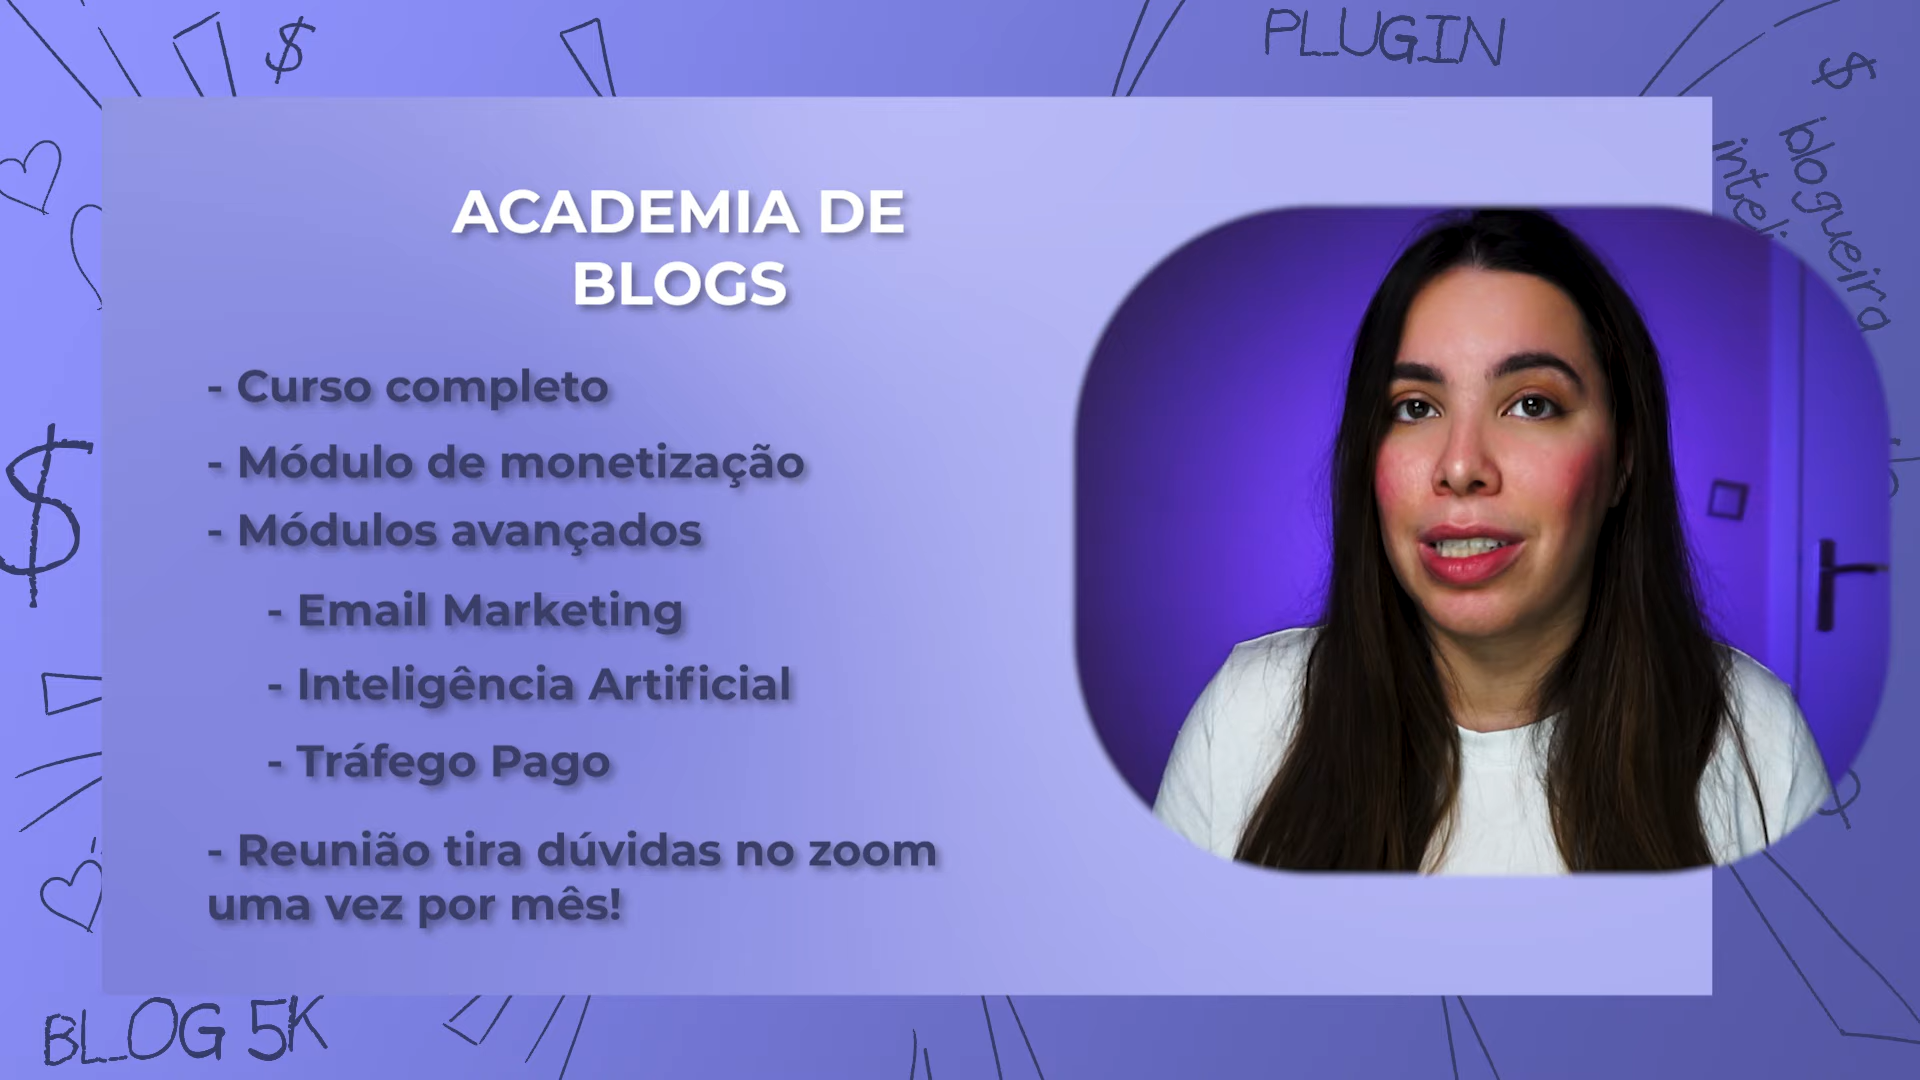 $
PLUGIN
$
blogueira
ACADEMIA DE
BLOGS
- Curso completo
- Módulo de monetização
- Módulos avançados
- Email Marketing
- Inteligência Artificial
- Tráfego Pago
- Reunião tira dúvidas no zoom
uma vez por mês!
$
BLOG 5K